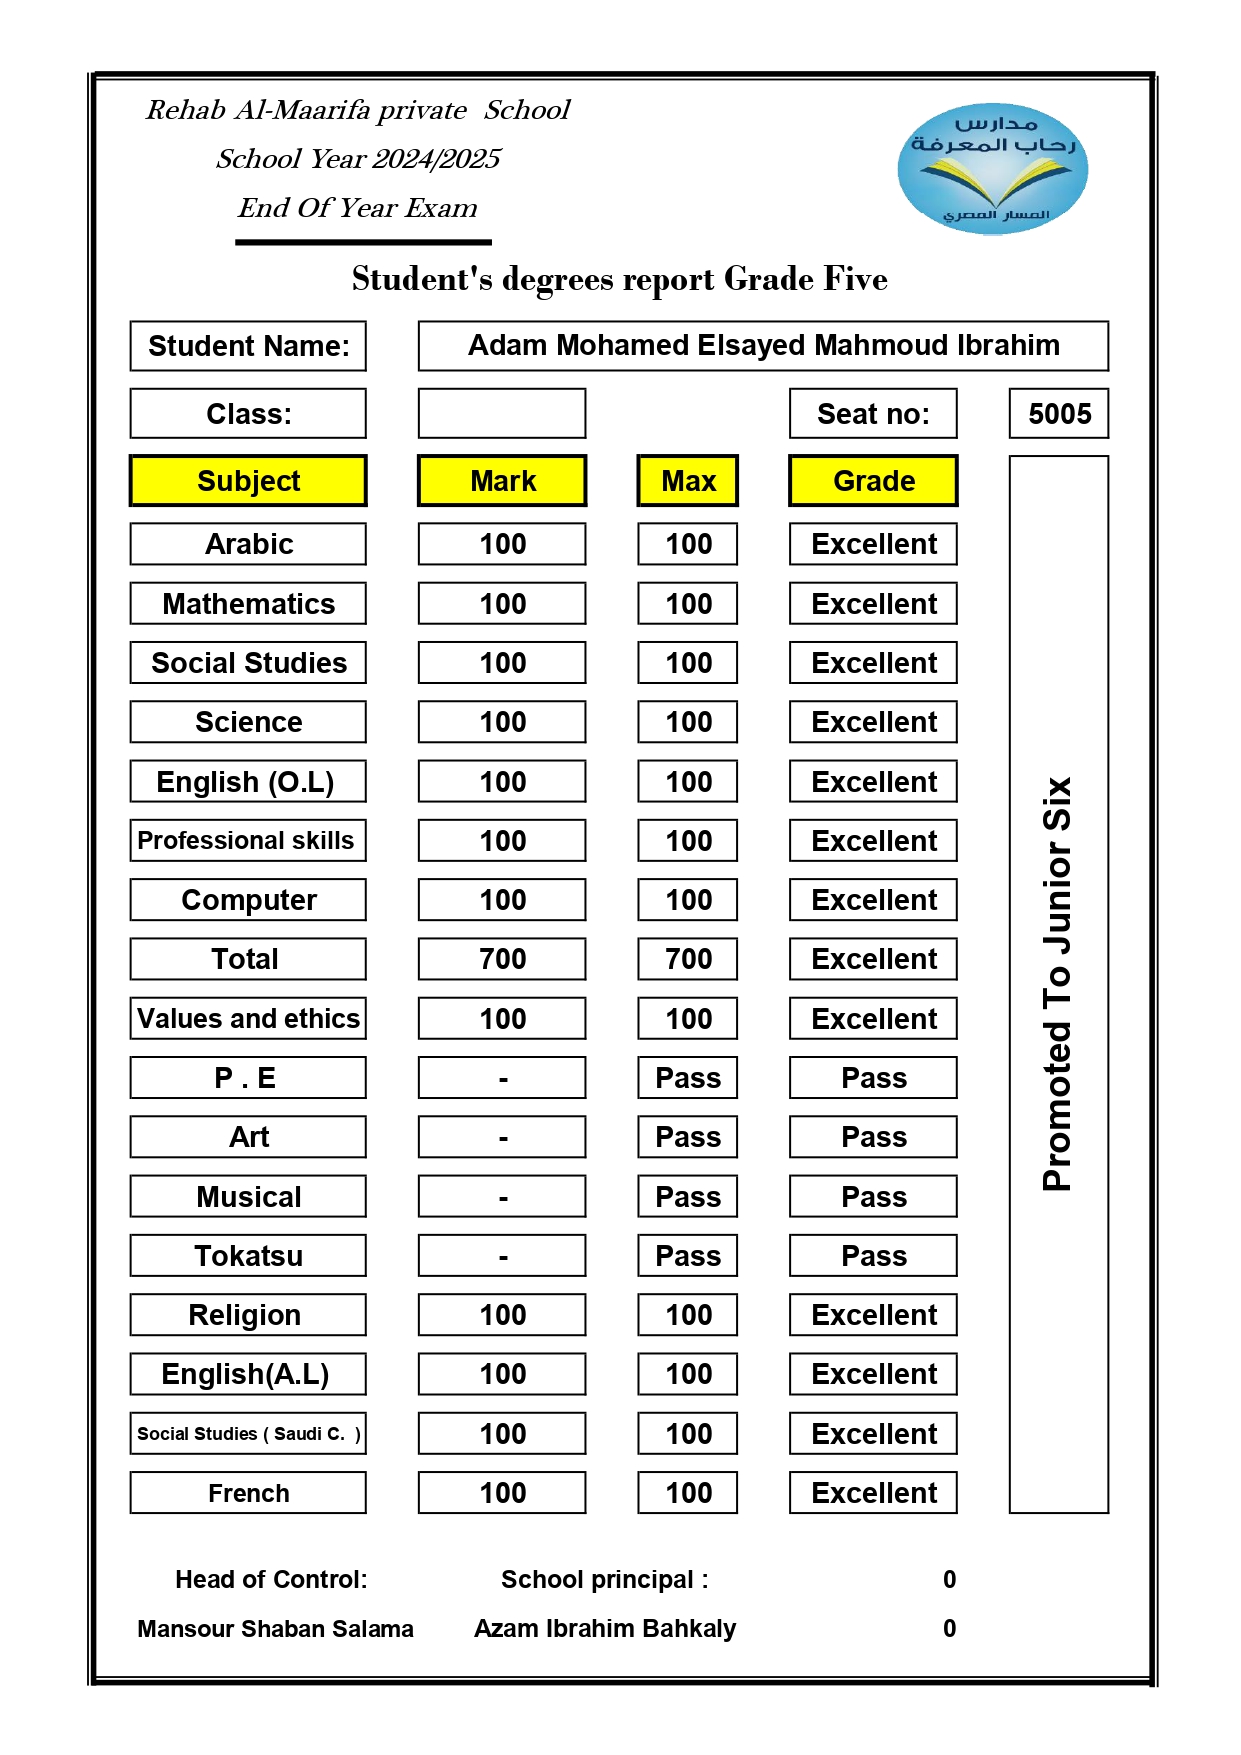 Rehab Al-Maarifa private School
School Year 2024/2025
End Of Year Exam
مدارس
رحاب المعرفة
المسار المصري
Student's degrees report Grade Five
Student Name: Adam Mohamed Elsayed Mahmoud Ibrahim
Class: Seat no: 5005
Subject Mark Max Grade
Arabic 100 100 Excellent
Mathematics 100 100 Excellent
Social Studies 100 100 Excellent
Science 100 100 Excellent
English (O.L) 100 100 Excellent
Professional skills 100 100 Excellent
Computer 100 100 Excellent
Total 700 700 Excellent
Values and ethics 100 100 Excellent
P . E - Pass Pass
Art - Pass Pass
Musical - Pass Pass
Tokatsu - Pass Pass
Religion 100 100 Excellent
English(A.L) 100 100 Excellent
Social Studies ( Saudi C. ) 100 100 Excellent
French 100 100 Excellent
Promoted To Junior Six
Head of Control: School principal : 0
Mansour Shaban Salama Azam Ibrahim Bahkaly 0